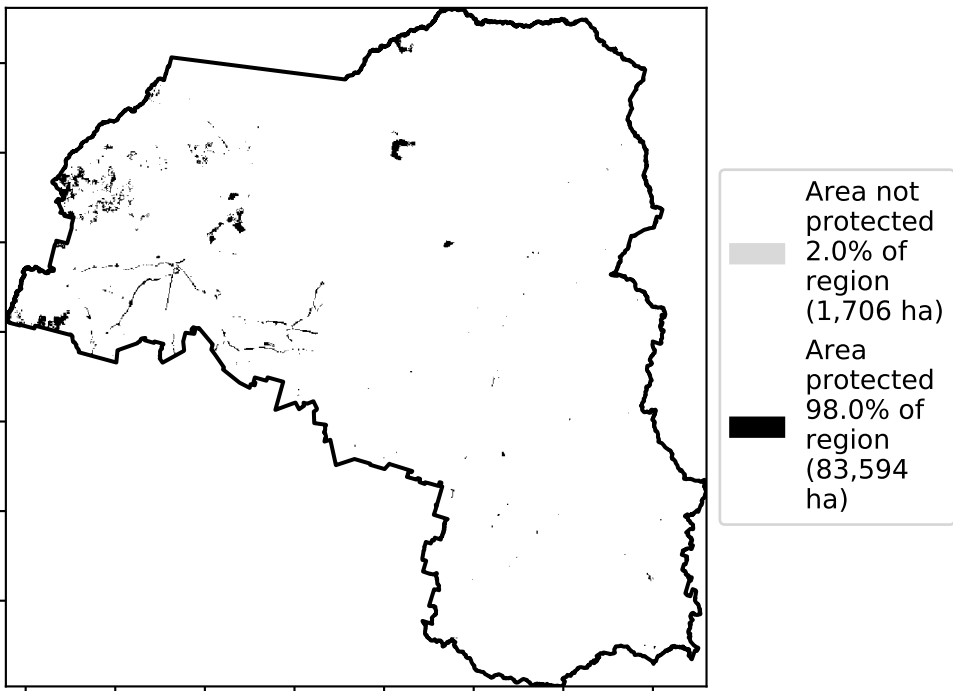 Area not
protected
2.0% of
region
(1,706 ha)
Area
protected
98.0% of
region
(83,594
ha)